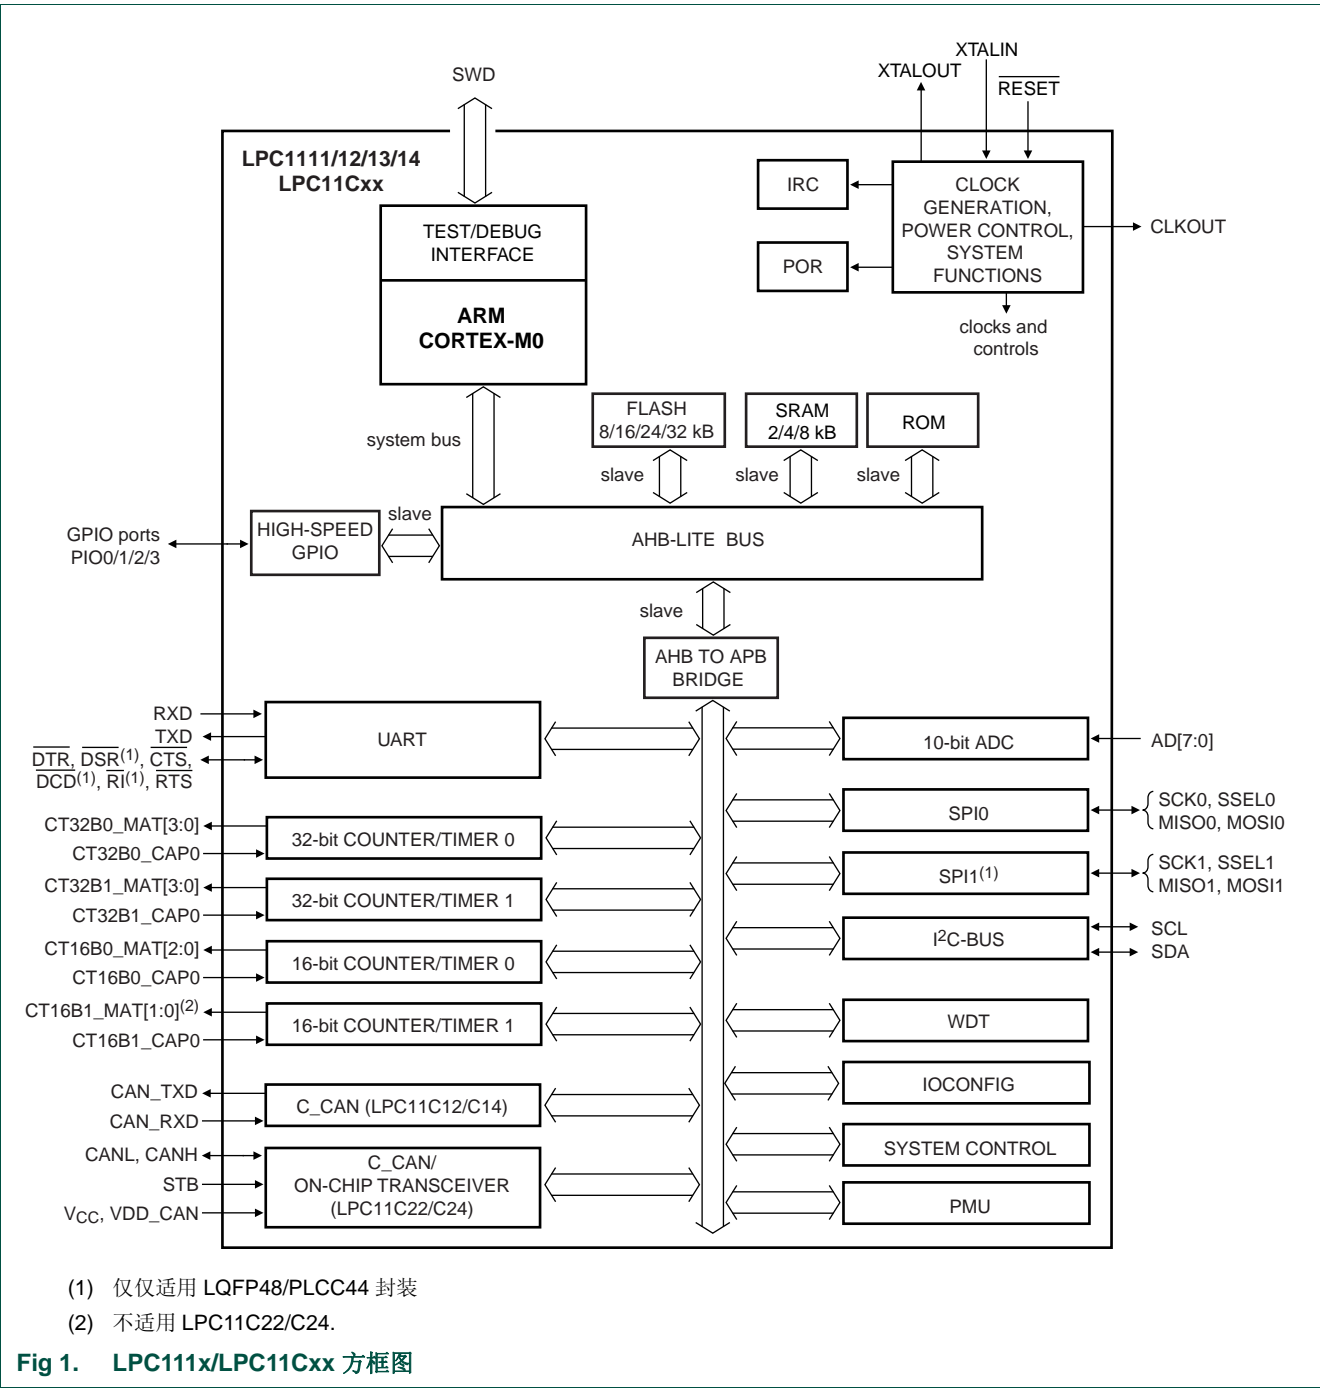 XTALIN
SWD
XTALOUT
RESET
LPC1111/12/13/14
LPC11Cxx
IRC
CLOCK
GENERATION,
POWER CONTROL,
SYSTEM
FUNCTIONS
TEST/DEBUG
INTERFACE
CLKOUT
POR
ARM
CORTEX-M0
clocks and
controls
FLASH
8/16/24/32 kB
SRAM
2/4/8 kB
ROM
system bus
slave
slave
slave
slave
GPIO ports
PIO0/1/2/3
HIGH-SPEED
GPIO
AHB-LITE BUS
slave
AHB TO APB
BRIDGE
RXD
TXD
DTR, DSR(1), CTS,
DCD(1), RI(1), RTS
UART
10-bit ADC
AD[7:0]
CT32B0_MAT[3:0]
CT32B0_CAP0
32-bit COUNTER/TIMER 0
SPI0
SCK0, SSEL0
MISO0, MOSI0
CT32B1_MAT[3:0]
CT32B1_CAP0
32-bit COUNTER/TIMER 1
SPI1(1)
SCK1, SSEL1
MISO1, MOSI1
CT16B0_MAT[2:0]
CT16B0_CAP0
16-bit COUNTER/TIMER 0
I2C-BUS
SCL
SDA
CT16B1_MAT[1:0](2)
CT16B1_CAP0
16-bit COUNTER/TIMER 1
WDT
IOCONFIG
CAN_TXD
CAN_RXD
C_CAN (LPC11C12/C14)
SYSTEM CONTROL
CANL, CANH
STB
VCC, VDD_CAN
C_CAN/
ON-CHIP TRANSCEIVER
(LPC11C22/C24)
PMU
(1) 仅仅适用 LQFP48/PLCC44 封装
(2) 不适用 LPC11C22/C24.
Fig 1. LPC111x/LPC11Cxx 方框图